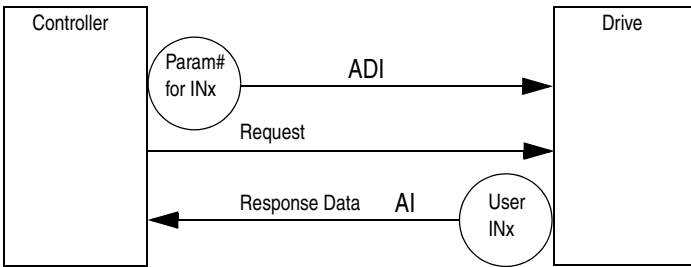 Controller
Drive
Param#
for INx
ADI
Request
Response Data AI
User
INx